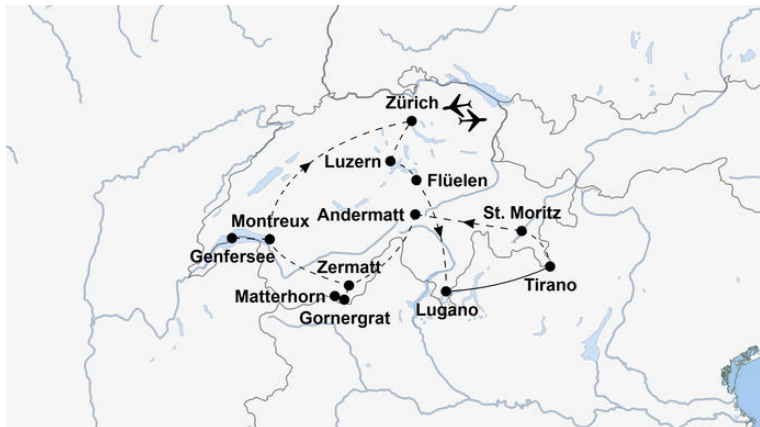 Zürich
Luzern
Flüelen
Andermatt
St. Moritz
Montreux
Genfersee
Zermatt
Tirano
Matterhorn
Lugano
Gornergrat